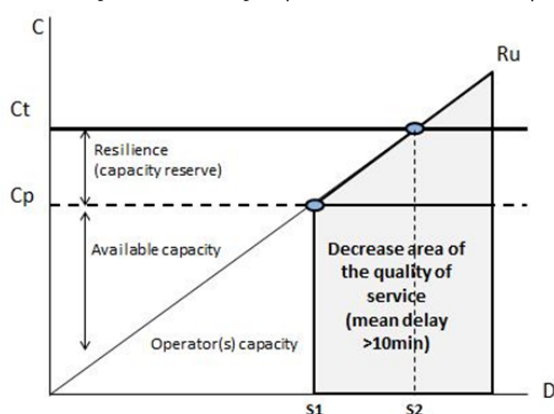 C
Ru
Ct
Resilience
(capacity reserve)
Cp
Available capacity
Decrease area of
the quality of
service
(mean delay
>10min)
Operator(s) capacity
D
S1
S2